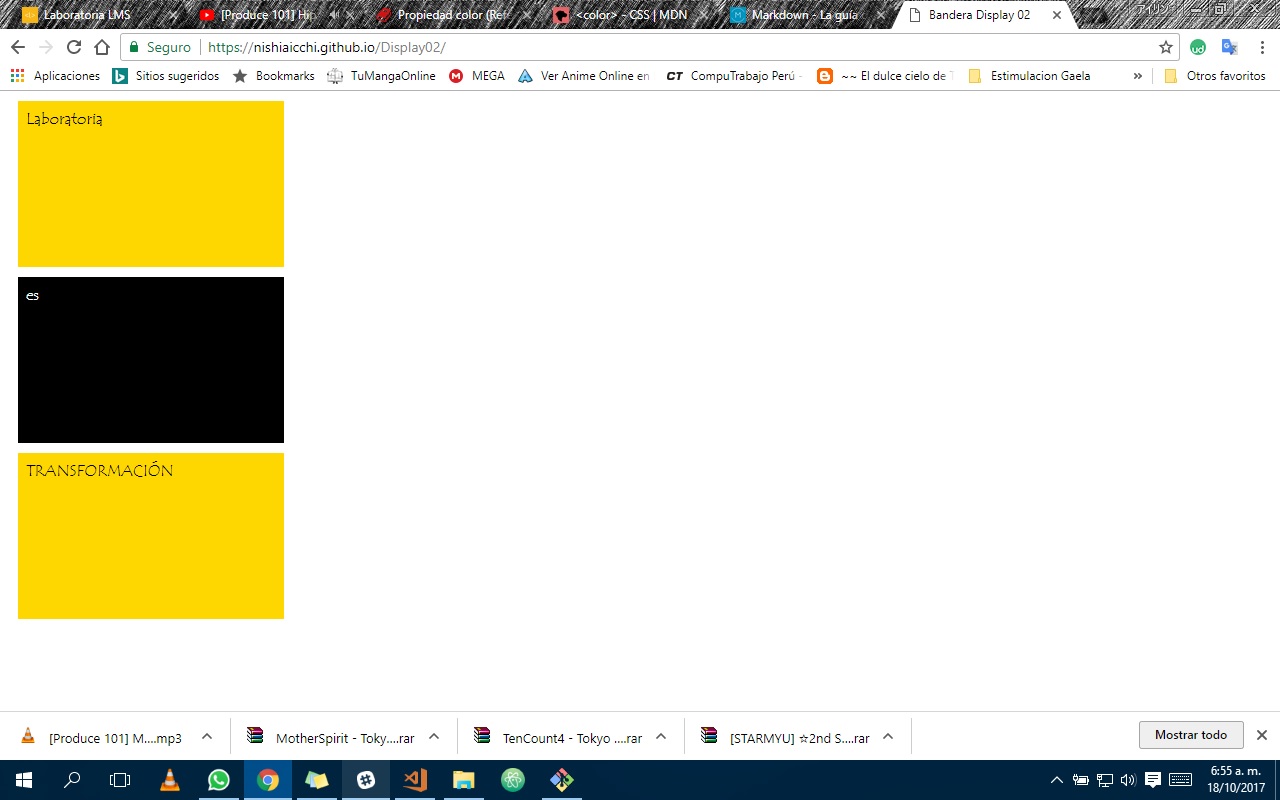 Laboratoria LMS
[Produce 101] Hip
Propiedad color (Refe
<color> - CSS | MDN
Markdown - La guía
Bandera Display 02
Seguro
https://nishiaicchi.github.io/Display02/
Aplicaciones
Sitios sugeridos
Bookmarks
TuMangaOnline
MEGA
Ver Anime Online en
CT CompuTrabajo Perú -
~~ El dulce cielo de T
Estimulacion Gaela
»
Otros favoritos
Laboratoria
es
TRANSFORMACIÓN
[Produce 101] M....mp3
MotherSpirit - Toky....rar
TenCount4 - Tokyo ....rar
[STARMYU] ☆2nd S....rar
Mostrar todo
6:55 a. m.
18/10/2017